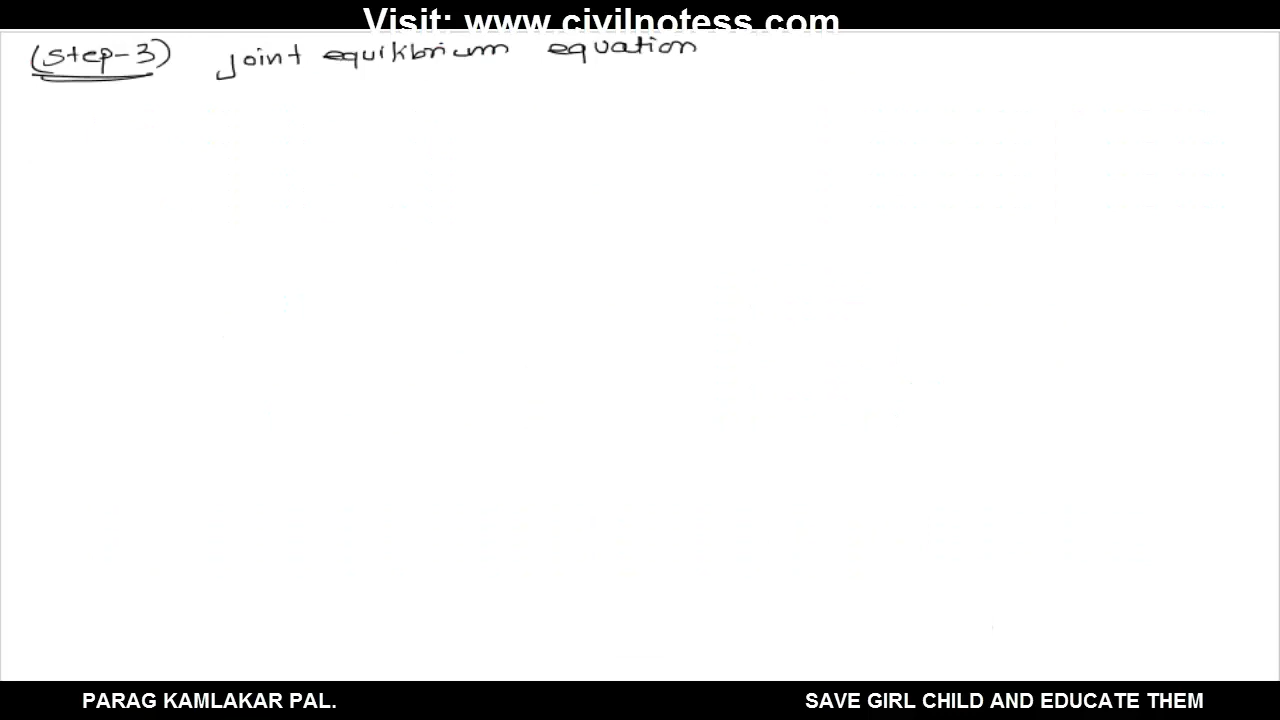 Visit: www.civilnotess.com
(Step-3) Joint equilibrium equation
PARAG KAMLAKAR PAL.
SAVE GIRL CHILD AND EDUCATE THEM